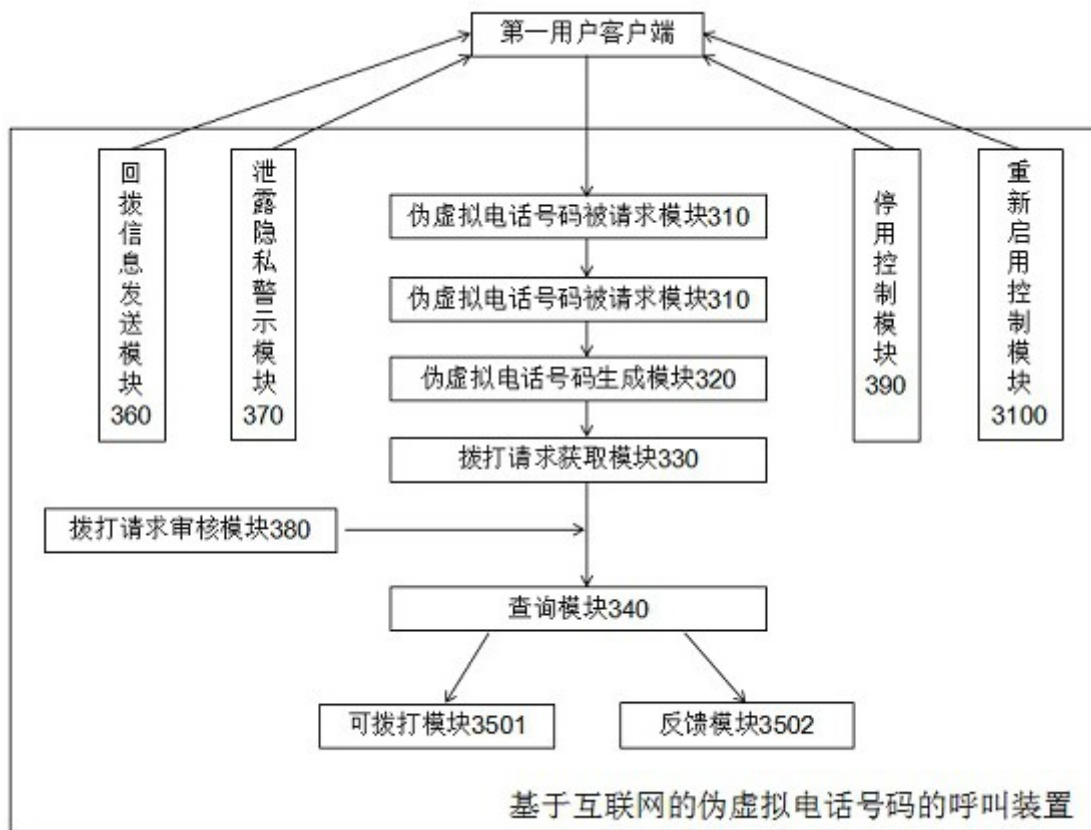 第一用户客户端
回拨信息发送模块360
泄露隐私警示模块370
伪虚拟电话号码被请求模块310
伪虚拟电话号码被请求模块310
伪虚拟电话号码生成模块320
拨打请求获取模块330
停用控制模块390
重新启用控制模块3100
拨打请求审核模块380
查询模块340
可拨打模块3501
反馈模块3502
基于互联网的伪虚拟电话号码的呼叫装置